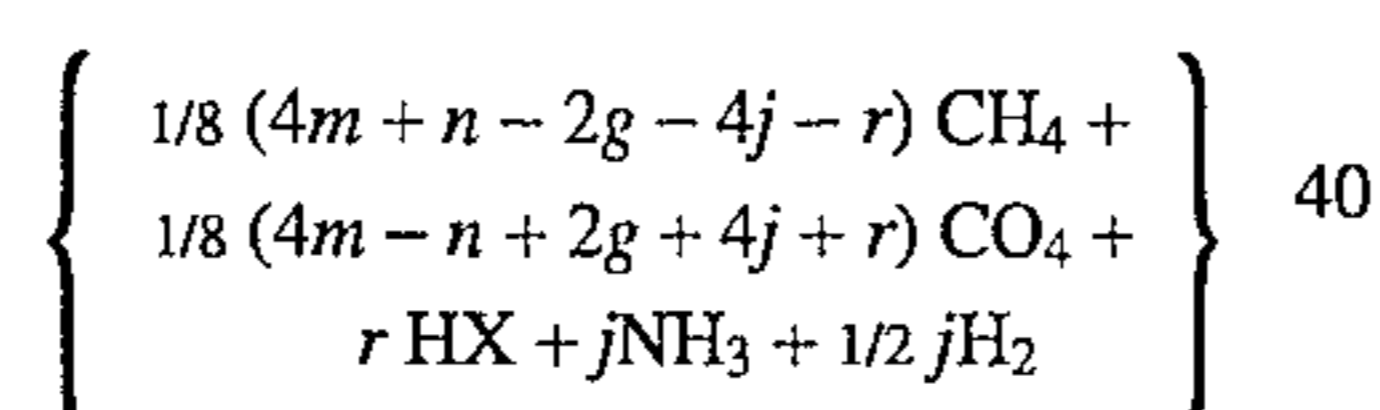 1/8 (4m + n − 2g − 4j − r) CH₄ +
1/8 (4m − n + 2g + 4j + r) CO₄ +
40
r HX + jNH₃ + 1/2 jH₂